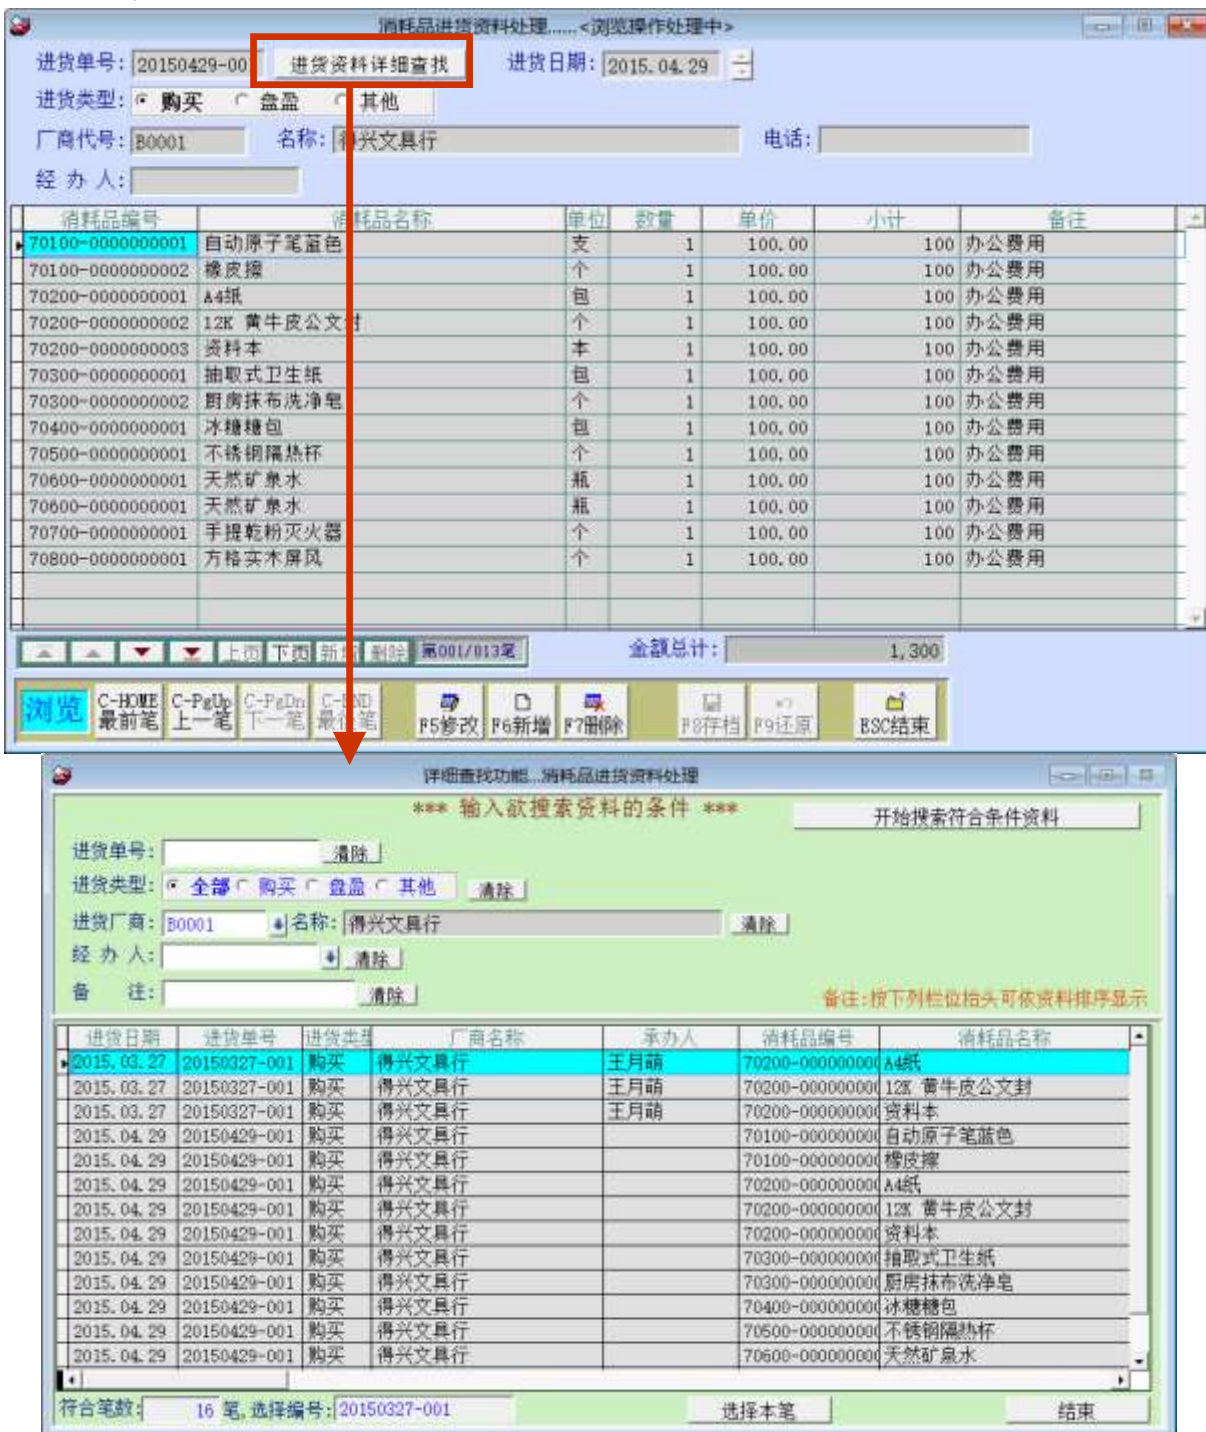 消耗品进货资料处理......<浏览操作处理中>
进货单号: 20150429-001 进货资料详细查找 进货日期: 2015.04.29
进货类型: 购买 盘盈 其他
厂商代号: B0001 名称: 得兴文具行 电话:
经 办 人:
消耗品编号 消耗品名称 单位 数量 单价 小计 备注
70100-0000000001 自动原子笔蓝色 支 1 100.00 100 办公费用
70100-0000000002 橡皮擦 个 1 100.00 100 办公费用
70200-0000000001 A4纸 包 1 100.00 100 办公费用
70200-0000000002 12K 黄牛皮公文封 个 1 100.00 100 办公费用
70200-0000000003 资料本 本 1 100.00 100 办公费用
70300-0000000001 抽取式卫生纸 包 1 100.00 100 办公费用
70300-0000000002 厨房抹布洗净皂 个 1 100.00 100 办公费用
70400-0000000001 冰糖糖包 包 1 100.00 100 办公费用
70500-0000000001 不锈钢隔热杯 个 1 100.00 100 办公费用
70600-0000000001 天然矿泉水 瓶 1 100.00 100 办公费用
70600-0000000001 天然矿泉水 瓶 1 100.00 100 办公费用
70700-0000000001 手提乾粉灭火器 个 1 100.00 100 办公费用
70800-0000000001 方格实木屏风 个 1 100.00 100 办公费用
上页 下页 新增 删除 第001/013笔 金额总计: 1,300
浏览 C-HOME 最前笔 C-PgUp 上一笔 C-PgDn 下一笔 C-END 最后笔 F5修改 F6新增 F7删除 F8存档 F9还原 ESC结束
详细查找功能...消耗品进货资料处理
*** 输入欲搜索资料的条件 *** 开始搜索符合条件资料
进货单号: 清除
进货类型: 全部 购买 盘盈 其他 清除
进货厂商: B0001 名称: 得兴文具行 清除
经 办 人: 清除
备 注: 清除 备注:按下列栏位抬头可依资料排序显示
进货日期 进货单号 进货类型 厂商名称 承办人 消耗品编号 消耗品名称
2015.03.27 20150327-001 购买 得兴文具行 王月萌 70200-000000000 A4纸
2015.03.27 20150327-001 购买 得兴文具行 王月萌 70200-000000000 12K 黄牛皮公文封
2015.03.27 20150327-001 购买 得兴文具行 王月萌 70200-000000000 资料本
2015.04.29 20150429-001 购买 得兴文具行 70100-000000000 自动原子笔蓝色
2015.04.29 20150429-001 购买 得兴文具行 70100-000000000 橡皮擦
2015.04.29 20150429-001 购买 得兴文具行 70200-000000000 A4纸
2015.04.29 20150429-001 购买 得兴文具行 70200-000000000 12K 黄牛皮公文封
2015.04.29 20150429-001 购买 得兴文具行 70200-000000000 资料本
2015.04.29 20150429-001 购买 得兴文具行 70300-000000000 抽取式卫生纸
2015.04.29 20150429-001 购买 得兴文具行 70300-000000000 厨房抹布洗净皂
2015.04.29 20150429-001 购买 得兴文具行 70400-000000000 冰糖糖包
2015.04.29 20150429-001 购买 得兴文具行 70500-000000000 不锈钢隔热杯
2015.04.29 20150429-001 购买 得兴文具行 70600-000000000 天然矿泉水
符合笔数: 16 笔,选择编号: 20150327-001 选择本笔 结束